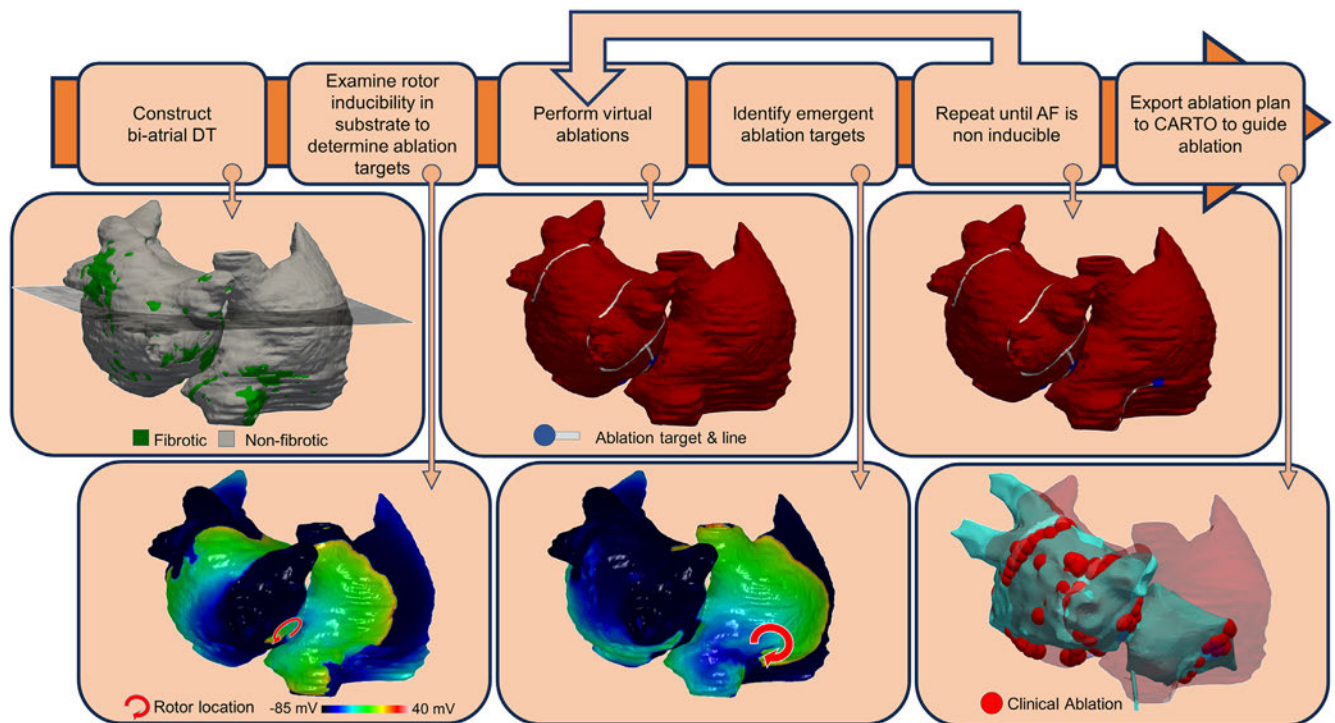 Construct
bi-atrial DT
Examine rotor
inducibility in
substrate to
determine ablation
targets
Perform virtual
ablations
Identify emergent
ablation targets
Repeat until AF is
non inducible
Export ablation plan
to CARTO to guide
ablation
Fibrotic
Non-fibrotic
Ablation target & line
Rotor location
-85 mV
40 mV
Clinical Ablation